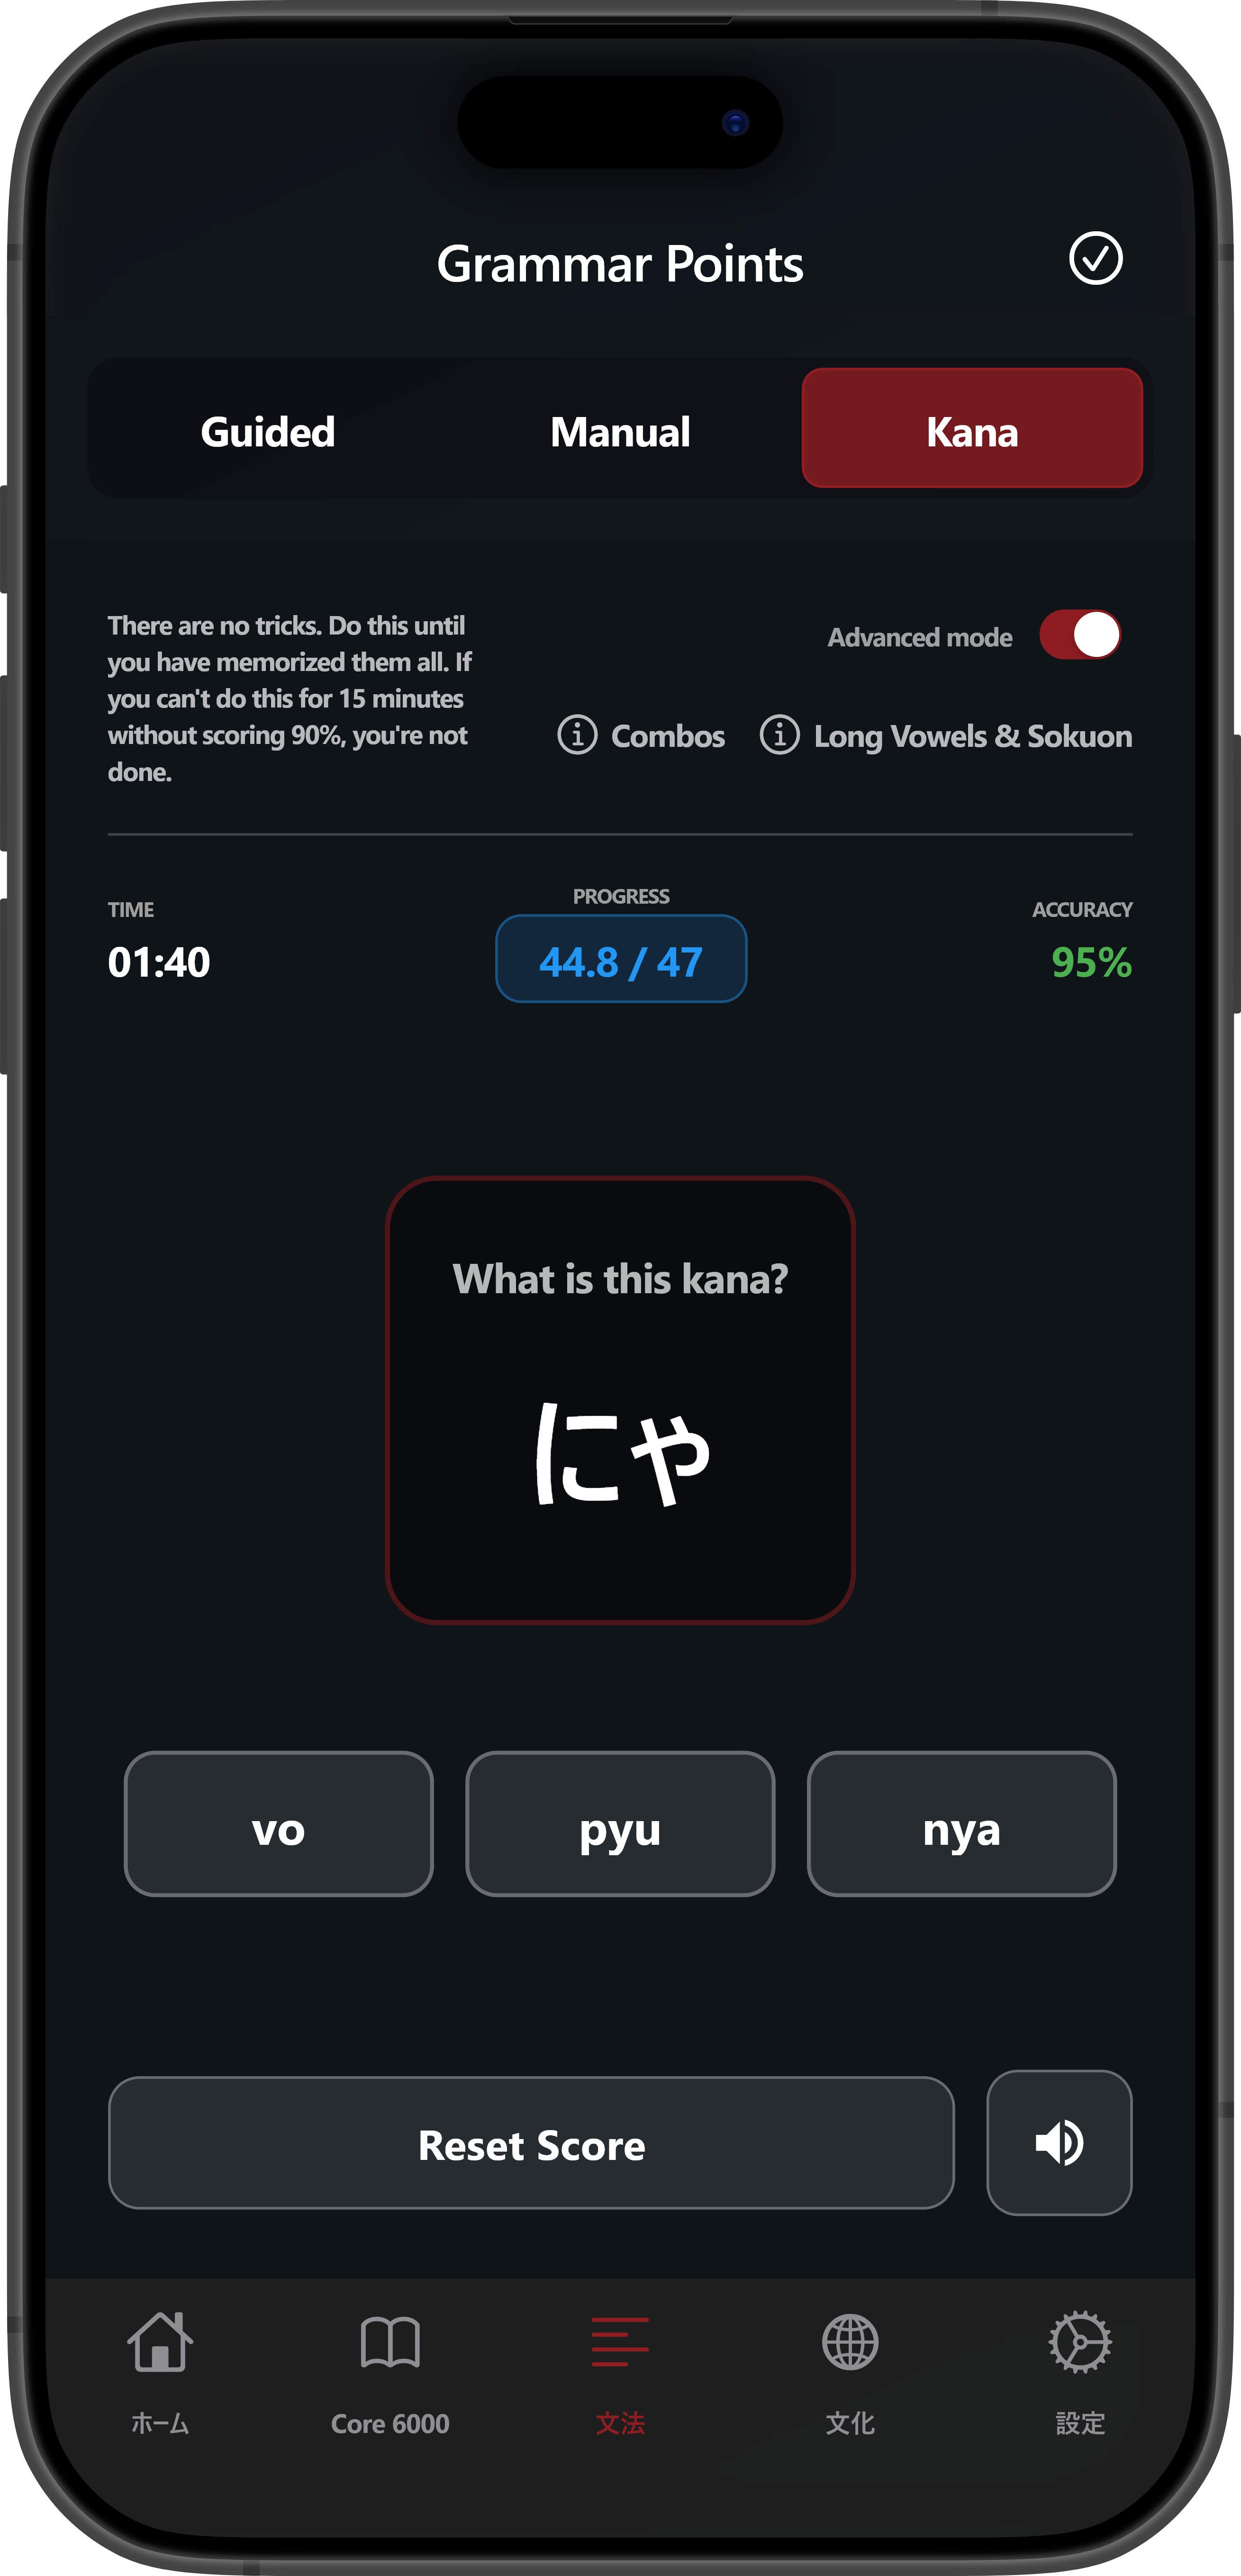 Grammar Points
Guided
Manual
Kana
There are no tricks. Do this until
you have memorized them all. If
you can't do this for 15 minutes
without scoring 90%, you're not
done.
Advanced mode
Combos
Long Vowels & Sokuon
TIME
01:40
PROGRESS
44.8 / 47
ACCURACY
95%
What is this kana?
にゃ
vo
pyu
nya
Reset Score
ホーム
Core 6000
文法
文化
設定